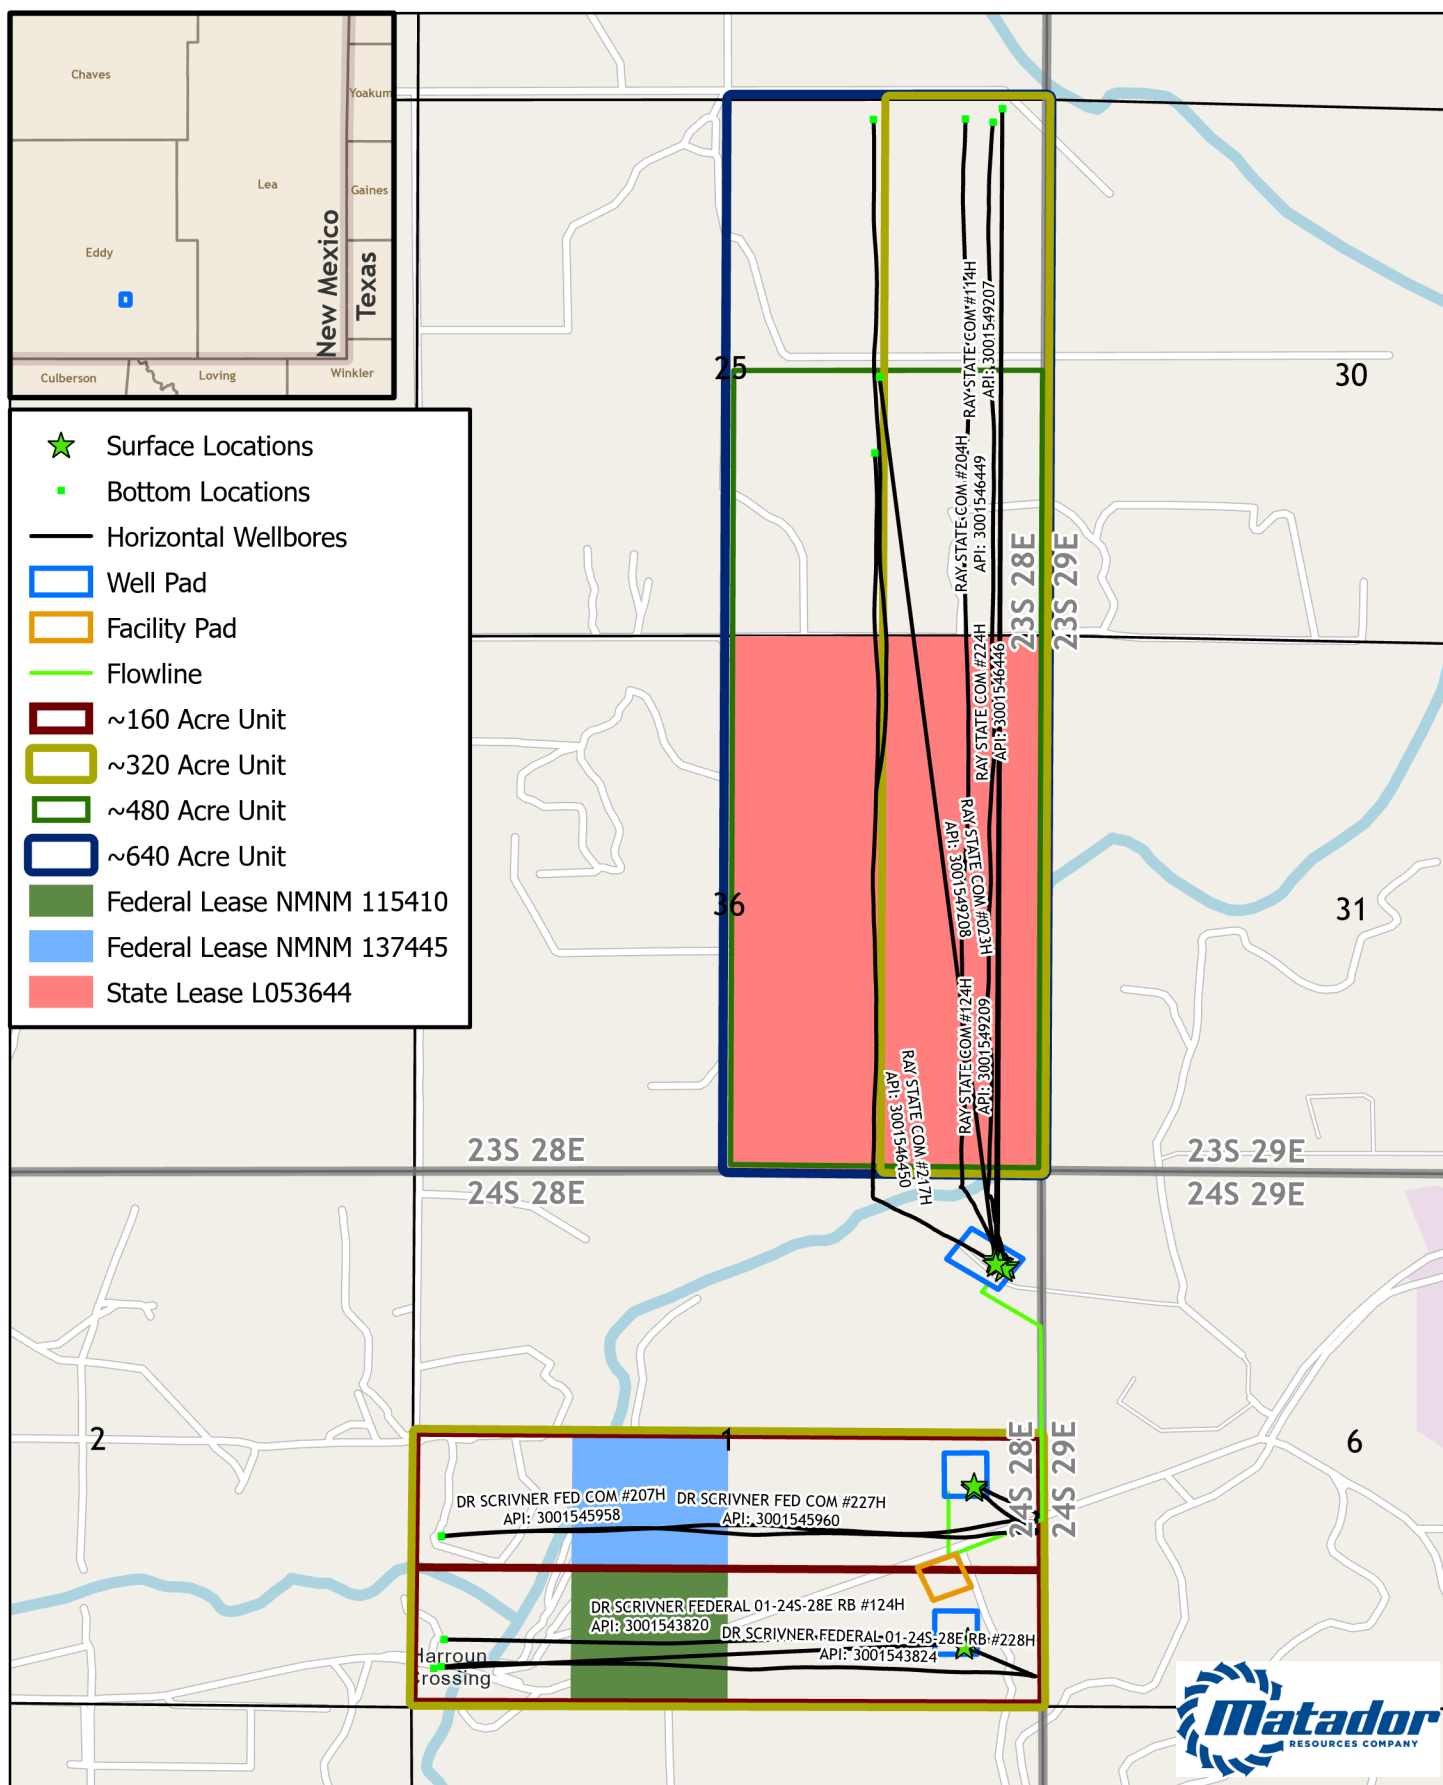 Chaves
Yoakum
Lea
Gaines
Eddy
New Mexico
Texas
Culberson
Loving
Winkler
Surface Locations
Bottom Locations
Horizontal Wellbores
Well Pad
Facility Pad
Flowline
~160 Acre Unit
~320 Acre Unit
~480 Acre Unit
~640 Acre Unit
Federal Lease NMNM 115410
Federal Lease NMNM 137445
State Lease L053644
25
30
RAY STATE COM #114H
API: 3001549207
RAY STATE COM #204H
API: 3001546449
23S 28E
23S 29E
RAY STATE COM #224H
API: 3001546446
RAY STATE COM #023H
API: 3001549208
36
31
RAY STATE COM #124H
API: 3001549209
RAY STATE COM #217H
API: 3001546450
23S 28E
24S 28E
23S 29E
24S 29E
2
1
6
24S 28E
24S 29E
DR SCRIVNER FED COM #207H
API: 3001545958
DR SCRIVNER FED COM #227H
API: 3001545960
DR SCRIVNER FEDERAL 01-24S-28E RB #124H
API: 3001543820
DR SCRIVNER FEDERAL 01-24S-28E RB #228H
API: 3001543824
Harroun
Crossing
Matador
RESOURCES COMPANY